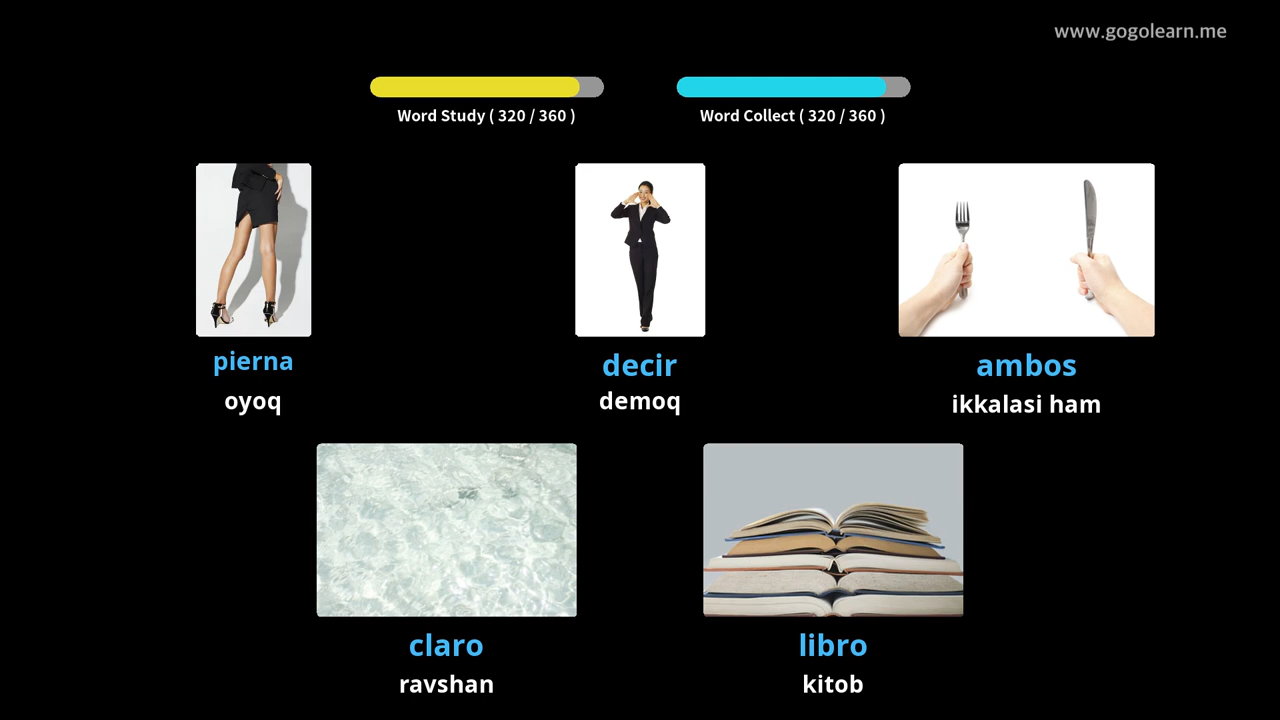 www.gogolearn.me
Word Study ( 320 / 360 )
Word Collect ( 320 / 360 )
pierna
oyoq
decir
demoq
ambos
ikkalasi ham
claro
ravshan
libro
kitob